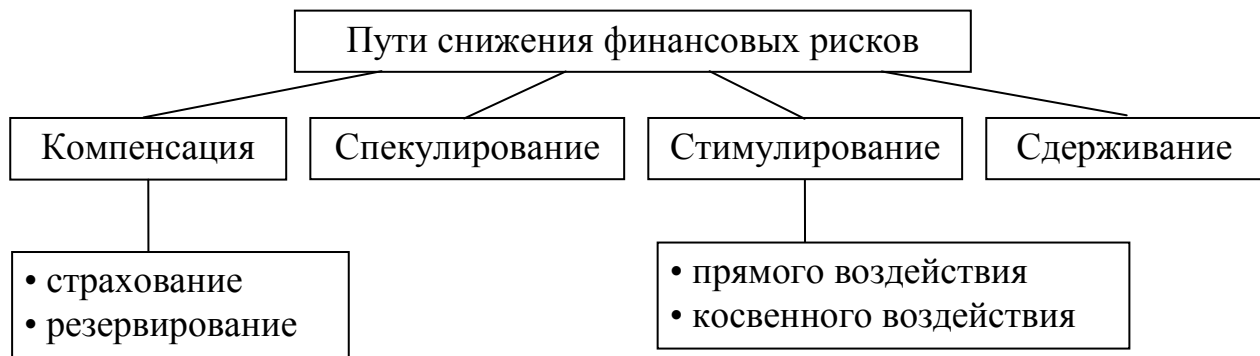 Пути снижения финансовых рисков
Компенсация
Спекулирование
Стимулирование
Сдерживание
• страхование
• резервирование
• прямого воздействия
• косвенного воздействия